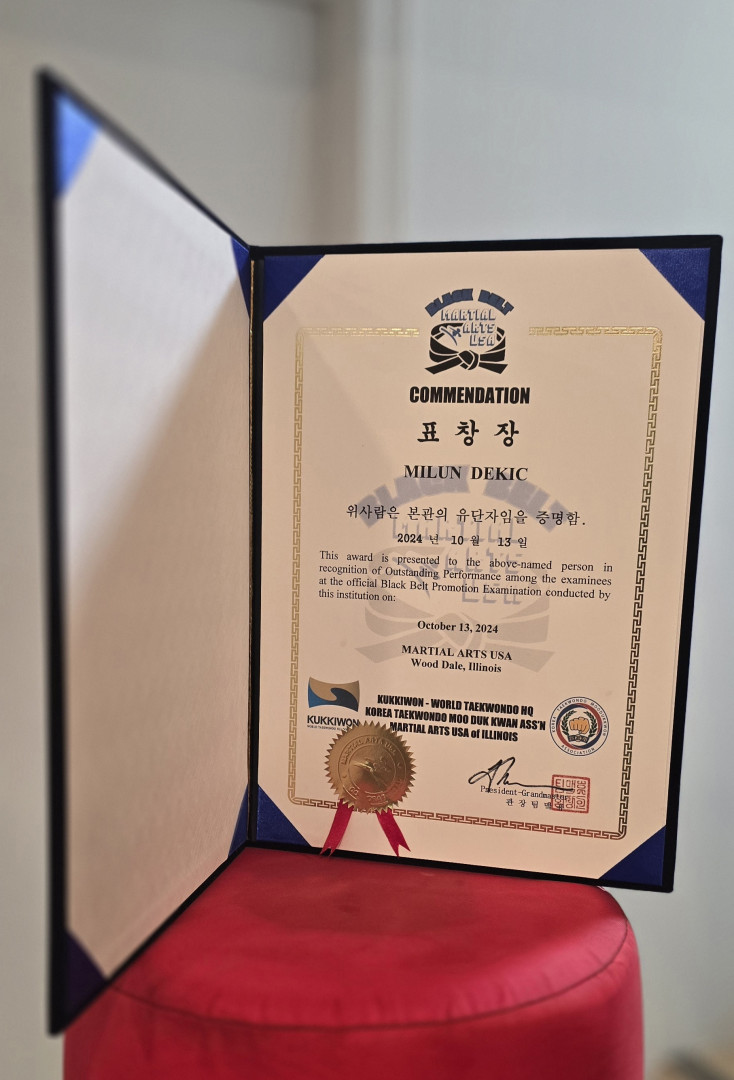 BLACK BELT
MARTIAL
ARTS
USA
COMMENDATION
표 창 장
MILUN DEKIC
위사람은 본관의 유단자임을 증명함.
2024 년 10 월 13 일
This award is presented to the above-named person in
recognition of Outstanding Performance among the examinees
at the official Black Belt Promotion Examination conducted by
this institution on:
October 13, 2024
MARTIAL ARTS USA
Wood Dale, Illinois
KUKKIWON
KUKKIWON - WORLD TAEKWONDO HQ
KOREA TAEKWONDO MOO DUK KWAN ASS'N
MARTIAL ARTS USA of ILLINOIS
KOREA TAEKWONDO MOODUKKWAN
ASSOCIATION
President-Grandmaster
관 장